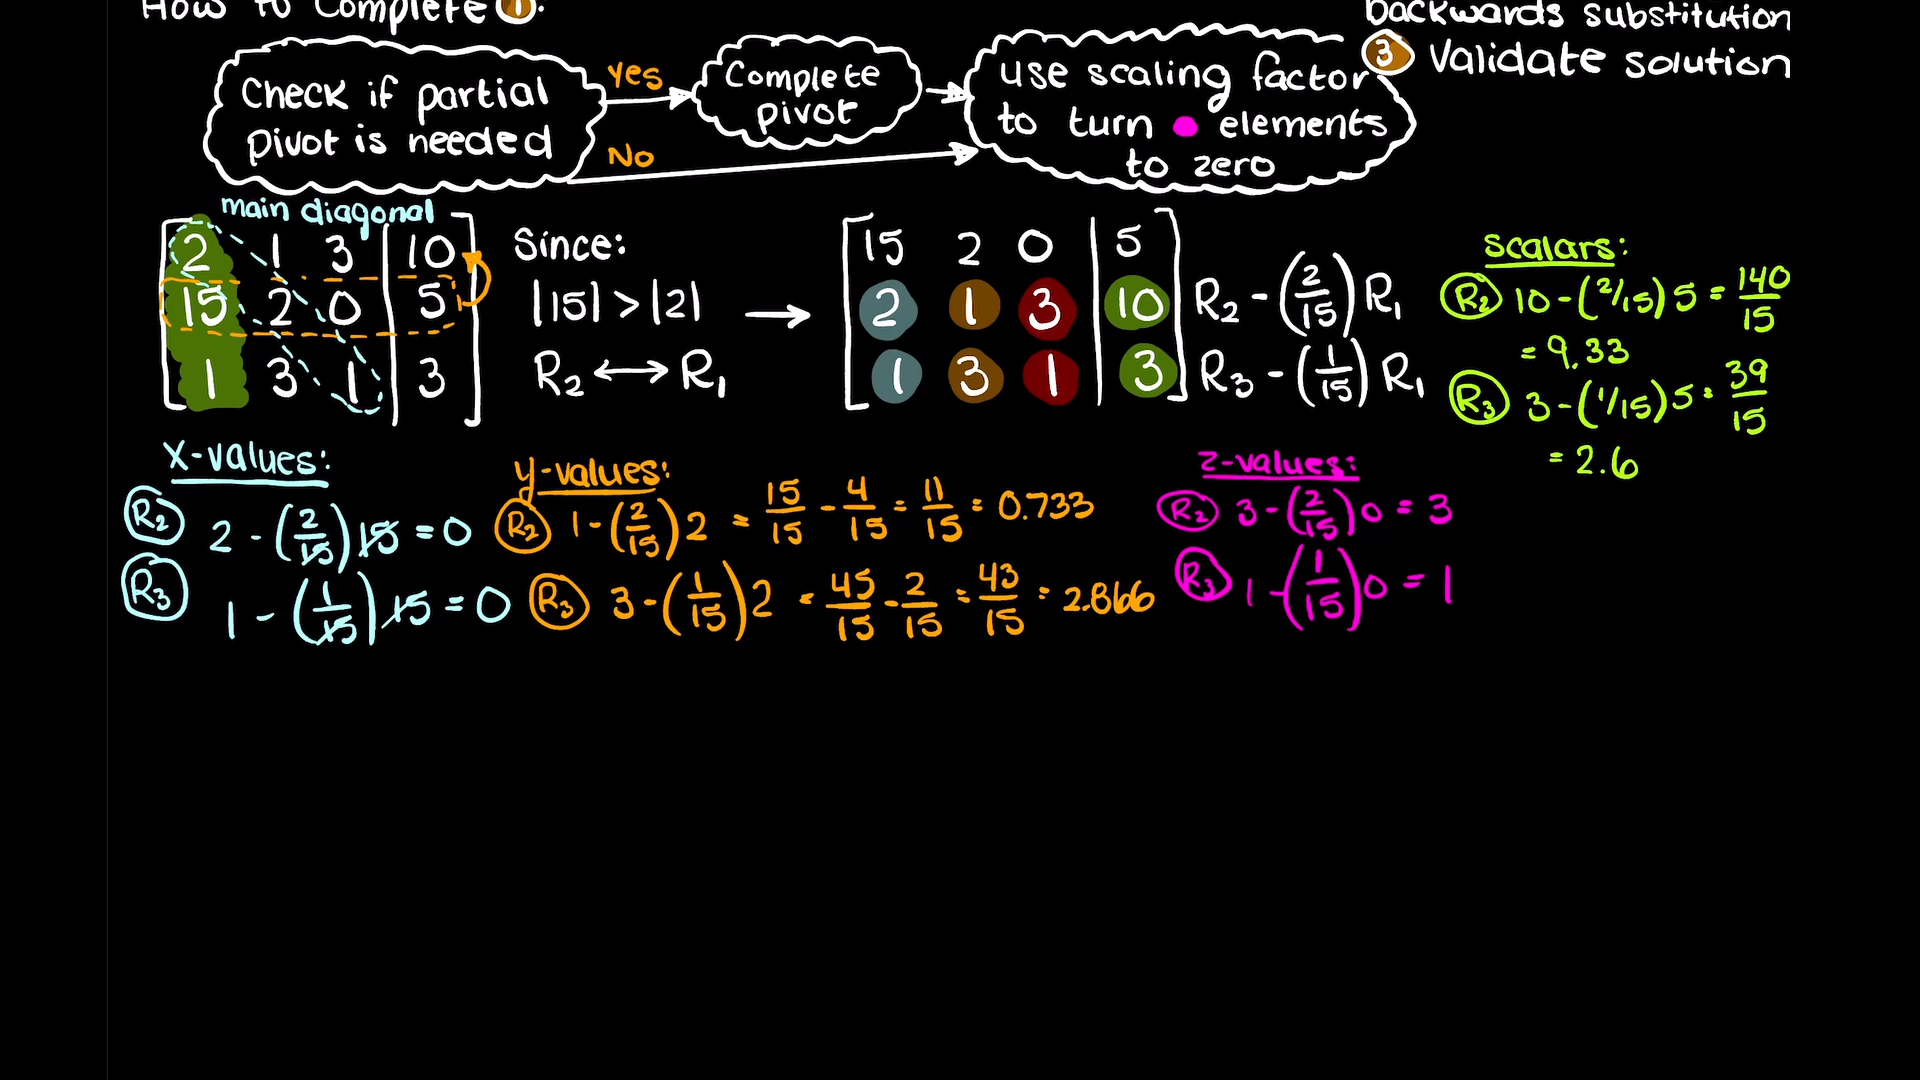 How to Complete 1:
backwards substitution
3 Validate solution
Check if partial
pivot is needed
Yes
No
Complete
pivot
Use scaling factor
to turn elements
to zero
main diagonal
2 1 3 | 10
15 2 0 | 5
1 3 1 | 3
Since:
|15| > |2|
R₂ ↔ R₁
→
15 2 0 | 5
2 1 3 | 10 R₂ - (2/15) R₁
1 3 1 | 3 R₃ - (1/15) R₁
Scalars:
R₂ 10 - (2/15) 5 = 140/15
= 9.33
R₃ 3 - (1/15) 5 = 39/15
= 2.6
X-values:
R₂ 2 - (2/15) 15 = 0
R₃ 1 - (1/15) 15 = 0
y-values:
R₂ 1 - (2/15) 2 = 15/15 - 4/15 = 11/15 = 0.733
R₃ 3 - (1/15) 2 = 45/15 - 2/15 = 43/15 = 2.866
z-values:
R₂ 3 - (2/15) 0 = 3
R₃ 1 - (1/15) 0 = 1